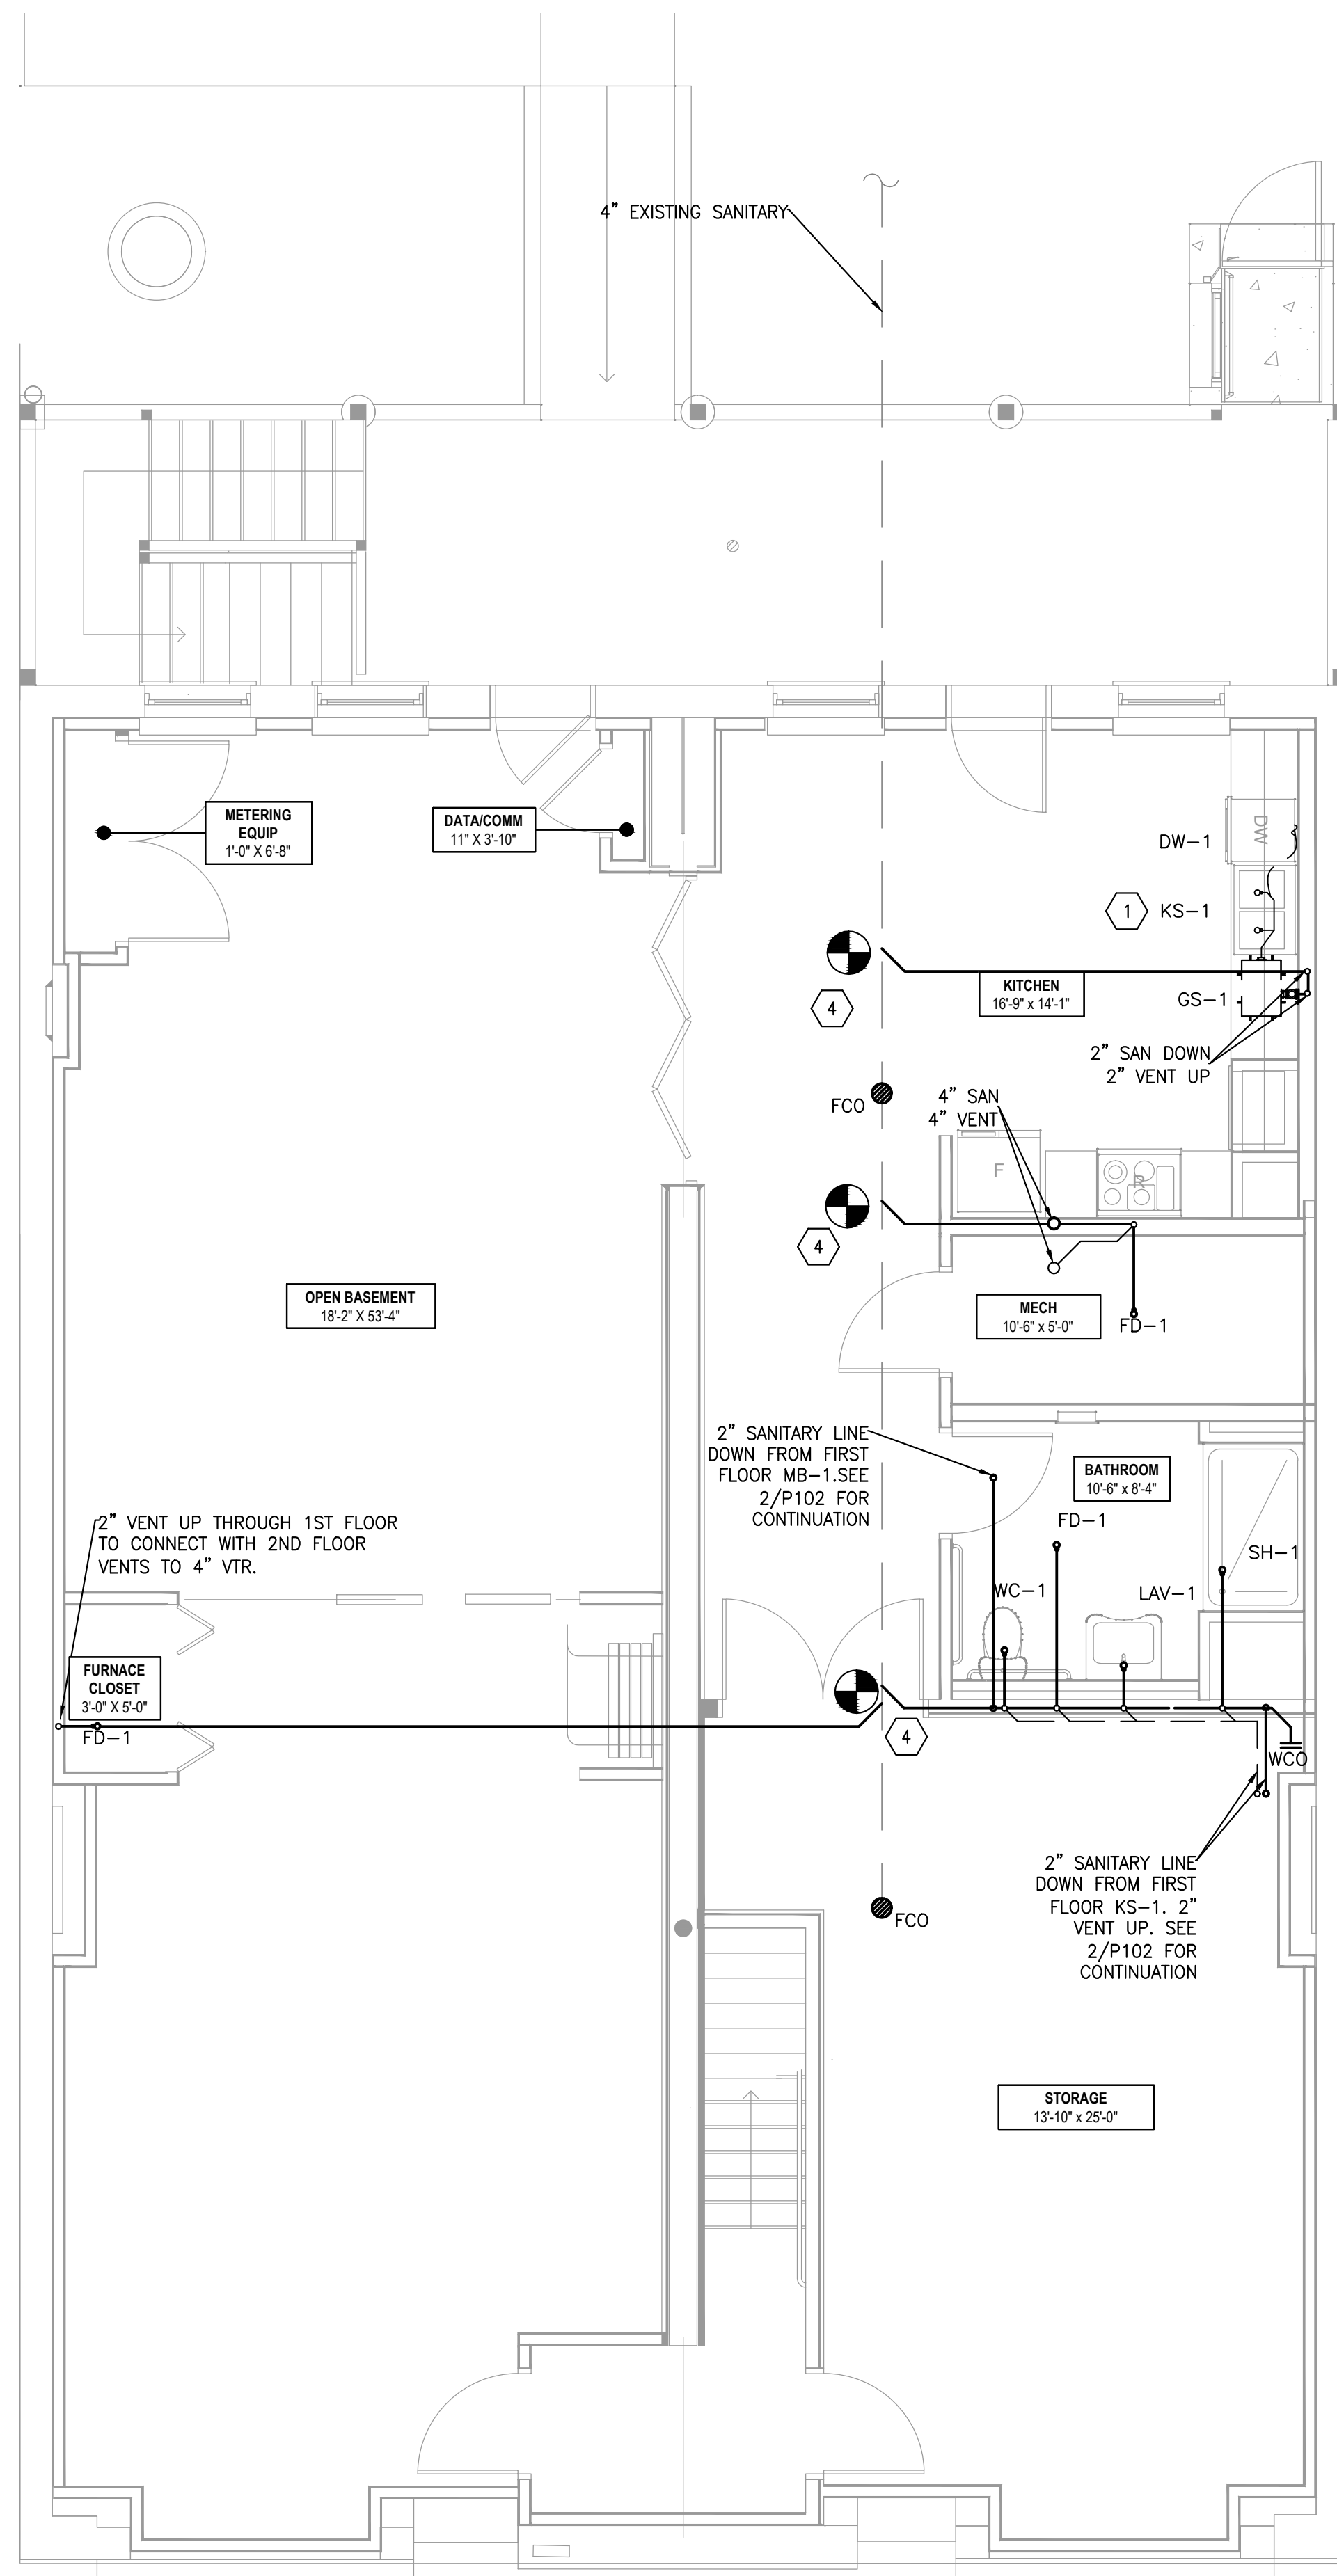 4” EXISTING SANITARY
METERING
EQUIP
1'-0" X 6'-8"
DATA/COMM
11" X 3'-10"
DW-1
DW
1
KS-1
KITCHEN
16'-9" x 14'-1"
GS-1
4
2” SAN DOWN
2” VENT UP
FCO
4” SAN
4” VENT
F
R
4
OPEN BASEMENT
18'-2" X 53'-4"
MECH
10'-6" x 5'-0"
FD-1
2” SANITARY LINE
DOWN FROM FIRST
FLOOR MB-1.SEE
2/P102 FOR
CONTINUATION
BATHROOM
10'-6" x 8'-4"
FD-1
SH-1
WC-1
LAV-1
2” VENT UP THROUGH 1ST FLOOR
TO CONNECT WITH 2ND FLOOR
VENTS TO 4” VTR.
FURNACE
CLOSET
3'-0" X 5'-0"
FD-1
4
WCO
2” SANITARY LINE
DOWN FROM FIRST
FLOOR KS-1. 2”
VENT UP. SEE
2/P102 FOR
CONTINUATION
FCO
STORAGE
13'-10" x 25'-0"